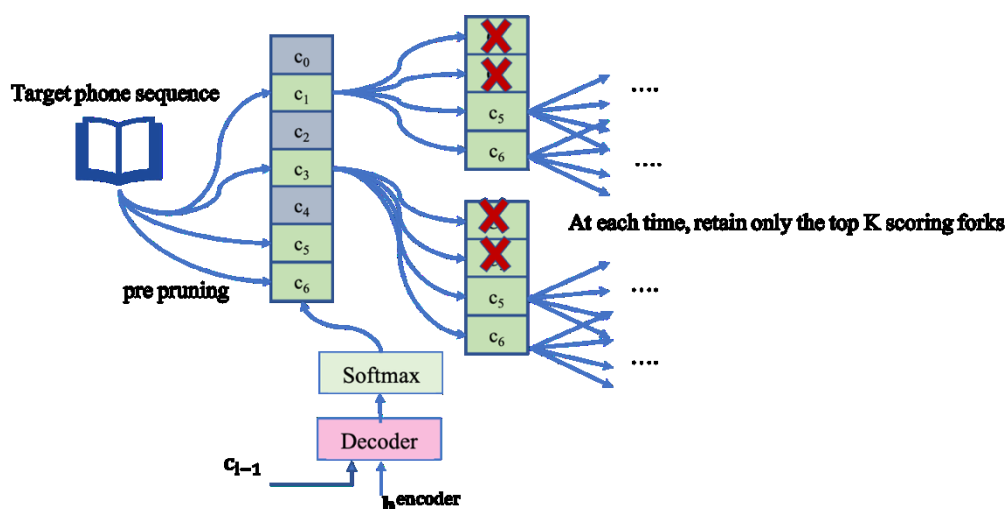 Target phone sequence
pre pruning
c0
c1
c2
c3
c4
c5
c6
c5
c6
c5
c6
....
....
At each time, retain only the top K scoring forks
....
....
Softmax
Decoder
ci−1
hencoder